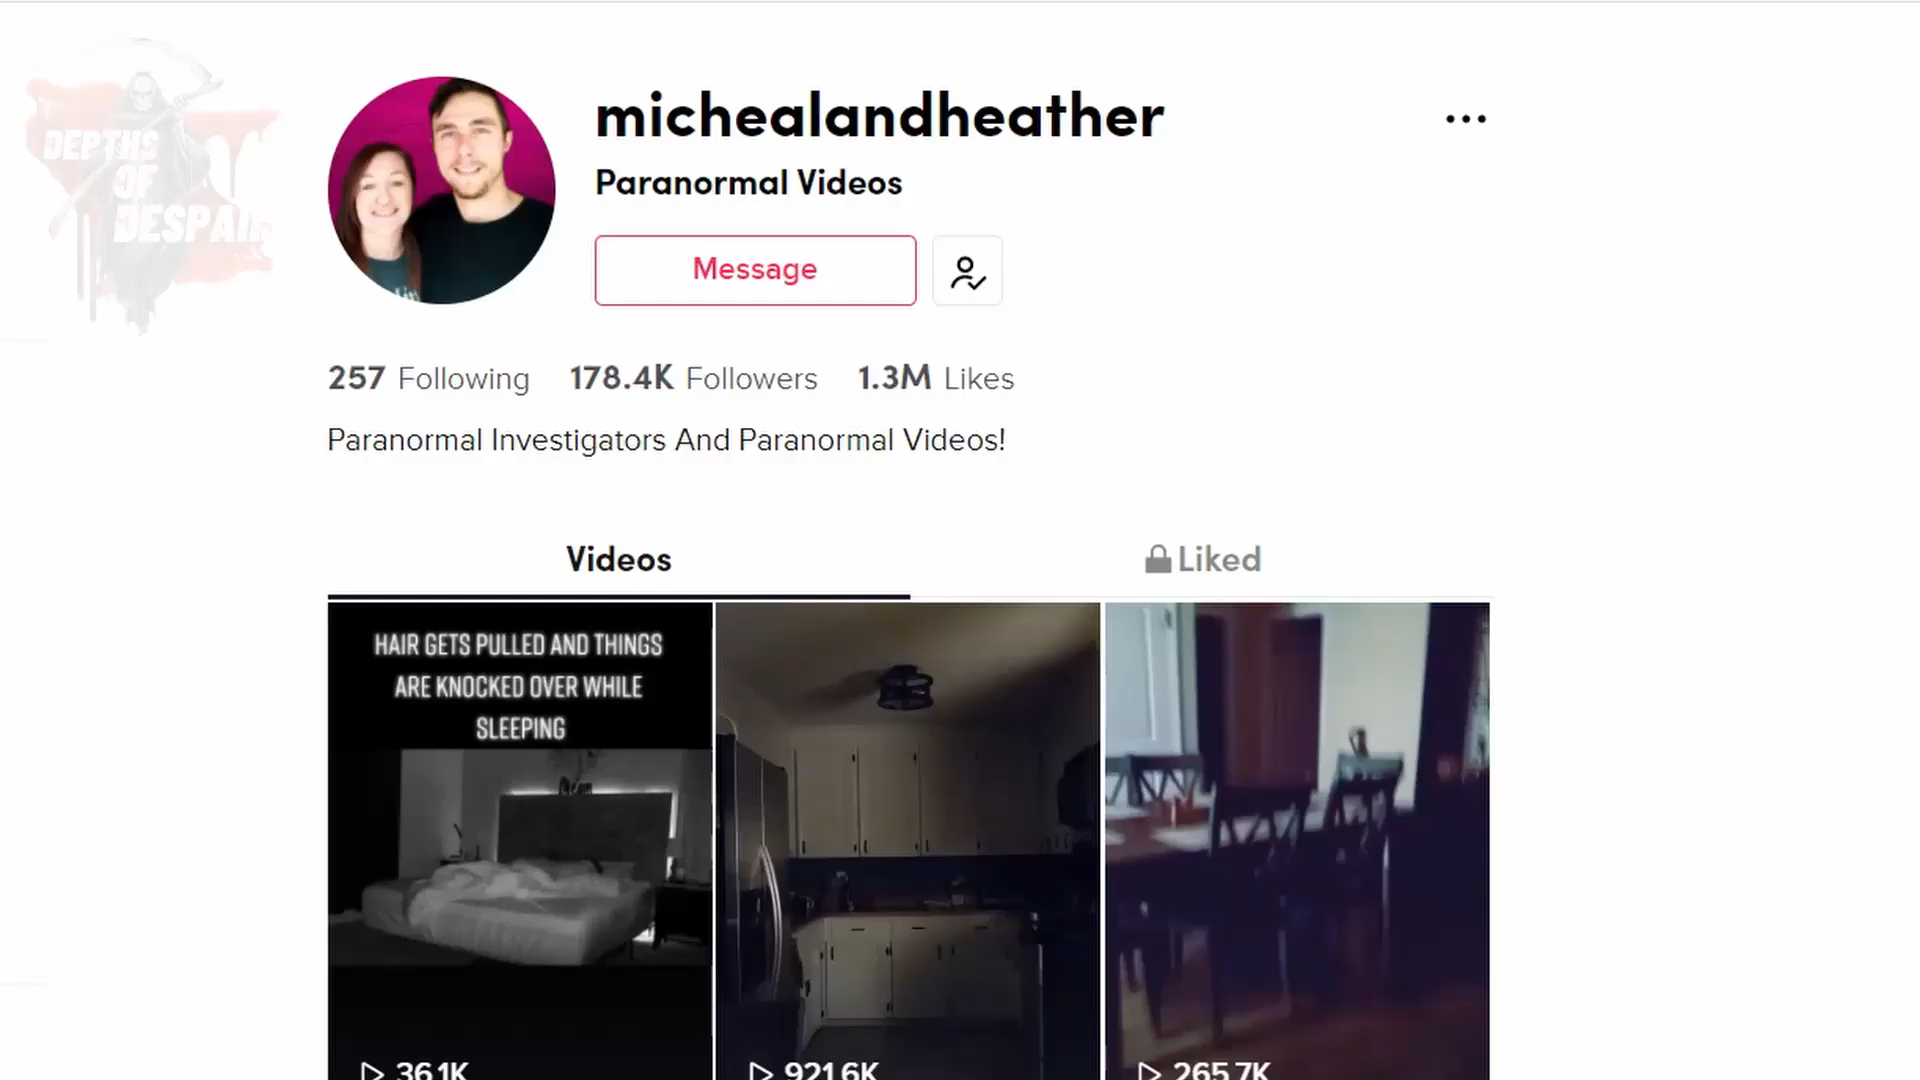 DEPTHS
OF
DESPAIR
michealandheather
Paranormal Videos
Message
257 Following 178.4K Followers 1.3M Likes
Paranormal Investigators And Paranormal Videos!
Videos Liked
HAIR GETS PULLED AND THINGS
ARE KNOCKED OVER WHILE
SLEEPING
36.1K 921.6K 265.7K